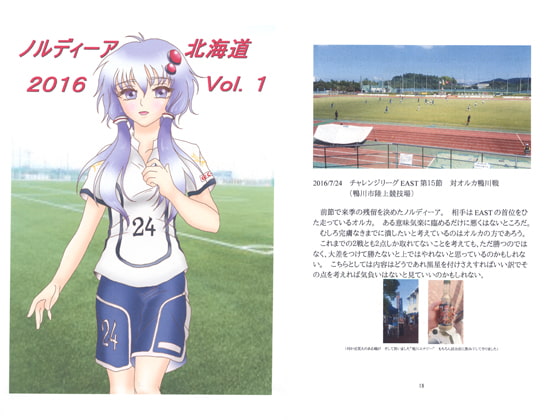 ノルディーア 北海道
2016 Vol. 1
24
24
2016/7/24 チャレンジリーグEAST 第15節 対オルカ鴨川戦
(鴨川市陸上競技場)
前節で来季の残留を決めたノルディーア。 相手はEASTの首位をひ
た走っているオルカ。 ある意味気楽に臨めるだけに悪くはないところだ。
むしろ完膚なきまでに潰したいと考えているのはオルカの方であろう。
これまでの2戦とも2点しか取れてないことを考えても、ただ勝つのではな
く、大差をつけて勝たないと上ではやれないと思っているのかもしれな
い。 こちらとしては内容はどうであれ黒星を付けさえすればいい訳でそ
の点を考えれば気負いはないと見ていいのかもしれない。
18